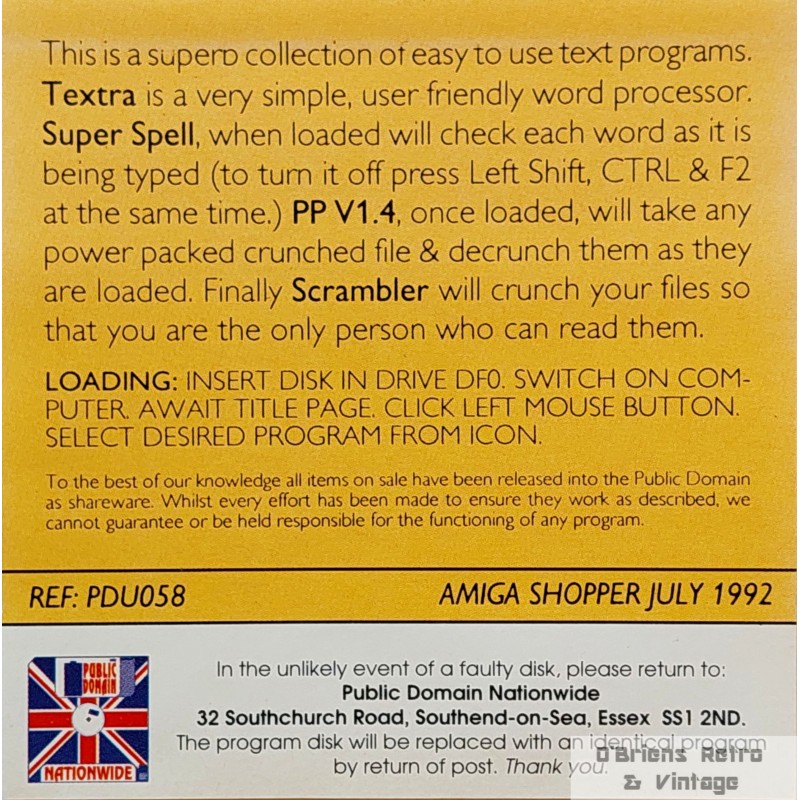 This is a superb collection of easy to use text programs.
Textra is a very simple, user friendly word processor.
Super Spell, when loaded will check each word as it is
being typed (to turn it off press Left Shift, CTRL & F2
at the same time.) PP V1.4, once loaded, will take any
power packed crunched file & decrunch them as they
are loaded. Finally Scrambler will crunch your files so
that you are the only person who can read them.
LOADING: INSERT DISK IN DRIVE DF0. SWITCH ON COM-
PUTER. AWAIT TITLE PAGE. CLICK LEFT MOUSE BUTTON.
SELECT DESIRED PROGRAM FROM ICON.
To the best of our knowledge all items on sale have been released into the Public Domain
as shareware. Whilst every effort has been made to ensure they work as described, we
cannot guarantee or be held responsible for the functioning of any program.
REF: PDU058
AMIGA SHOPPER JULY 1992
PUBLIC
DOMAIN
NATIONWIDE
In the unlikely event of a faulty disk, please return to:
Public Domain Nationwide
32 Southchurch Road, Southend-on-Sea, Essex SS1 2ND.
The program disk will be replaced with an identical program
by return of post. Thank you.
O'Briens Retro
& Vintage